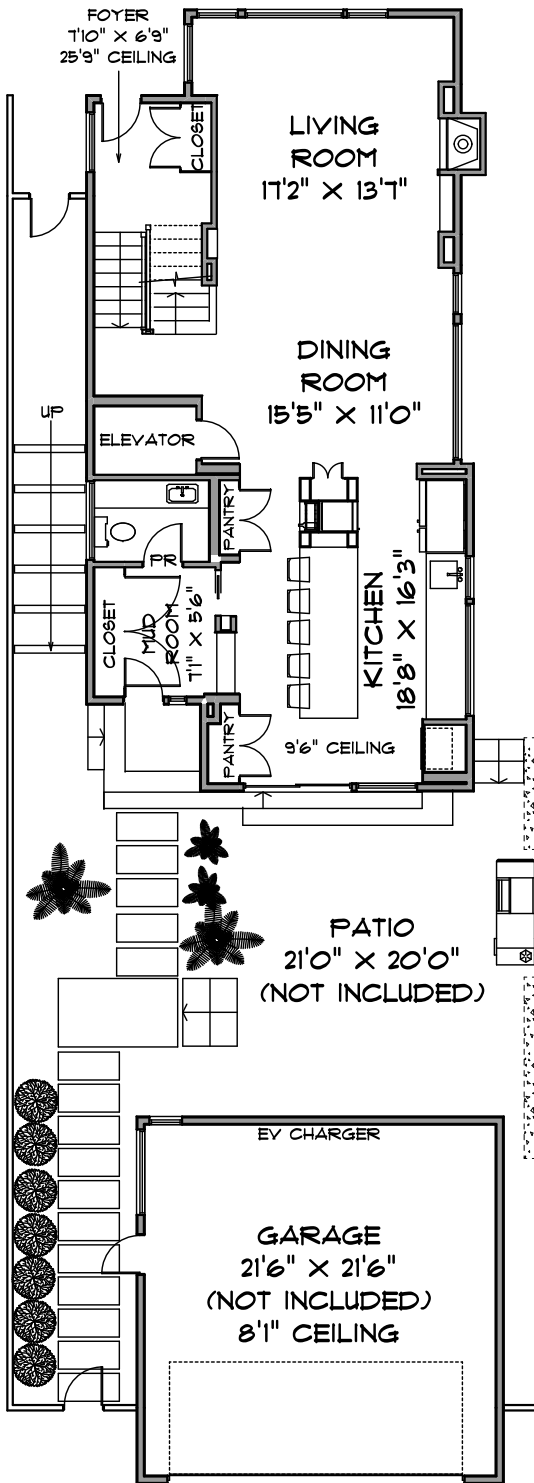 FOYER
7'10" X 6'9"
25'9" CEILING
CLOSET
LIVING
ROOM
17'2" X 13'7"
DINING
ROOM
15'5" X 11'0"
UP
ELEVATOR
PANTRY
PR
CLOSET
MUD
ROOM
7'1" X 5'6"
KITCHEN
18'8" X 16'3"
PANTRY
9'6" CEILING
PATIO
21'0" X 20'0"
(NOT INCLUDED)
EV CHARGER
GARAGE
21'6" X 21'6"
(NOT INCLUDED)
8'1" CEILING